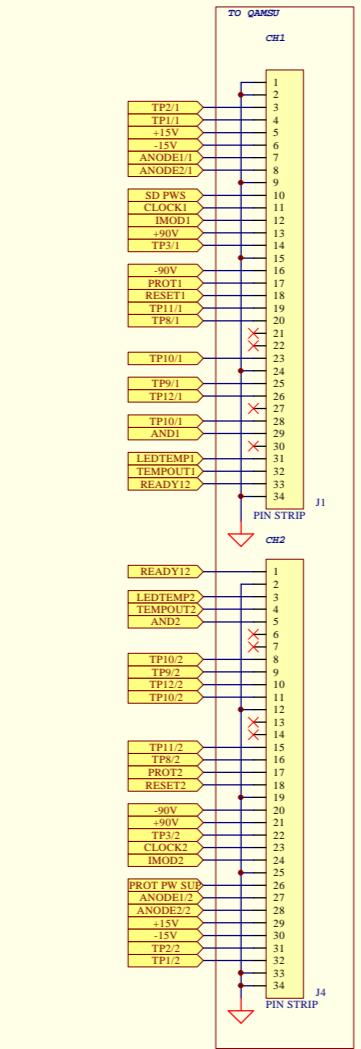 TO QAMSU
CH1
1
2
TP2/1 3
TP1/1 4
+15V 5
-15V 6
ANODE1/1 7
ANODE2/1 8
9
SD PWS 10
CLOCK1 11
IMOD1 12
+90V 13
TP3/1 14
15
-90V 16
PROT1 17
RESET1 18
TP11/1 19
TP8/1 20
21
22
TP10/1 23
24
TP9/1 25
TP12/1 26
27
TP10/1 28
AND1 29
30
LEDTEMP1 31
TEMPOUT1 32
READY12 33
34
J1
PIN STRIP
CH2
READY12 1
2
LEDTEMP2 3
TEMPOUT2 4
AND2 5
6
7
TP10/2 8
TP9/2 9
TP12/2 10
TP10/2 11
12
13
14
TP11/2 15
TP8/2 16
PROT2 17
RESET2 18
19
-90V 20
+90V 21
TP3/2 22
CLOCK2 23
IMOD2 24
25
PROT PW SUP 26
ANODE1/2 27
ANODE2/2 28
+15V 29
-15V 30
TP2/2 31
TP1/2 32
33
34
J4
PIN STRIP